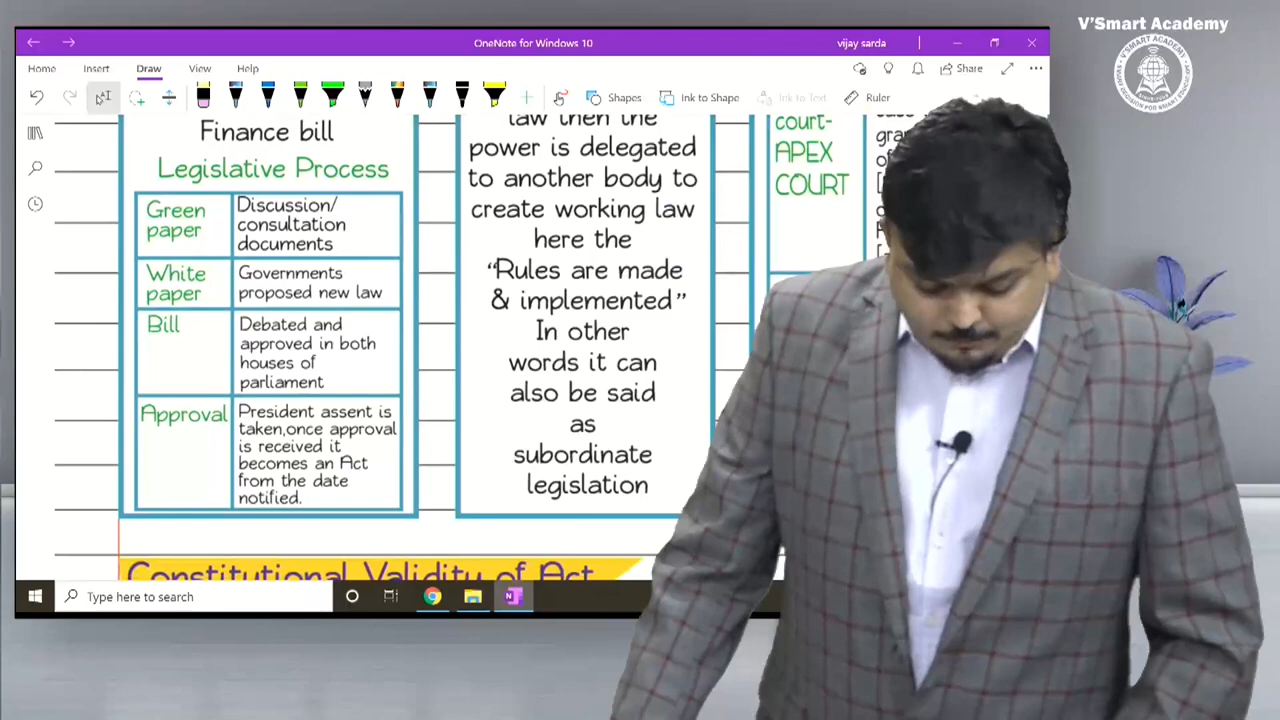 V'Smart Academy
OneNote for Windows 10
vijay sarda
Home
Insert
Draw
View
Help
Share
Shapes
Ink to Shape
Ink to Text
Ruler
Finance bill
Legislative Process
Green
paper
Discussion/
consultation
documents
White
paper
Governments
proposed new law
Bill
Debated and
approved in both
houses of
parliament
Approval
President assent is
taken,once approval
is received it
becomes an Act
from the date
notified.
law then the
power is delegated
to another body to
create working law
here the
“Rules are made
& implemented”
In other
words it can
also be said
as
subordinate
legislation
court-
APEX
COURT
Constitutional Validity of Act
Type here to search